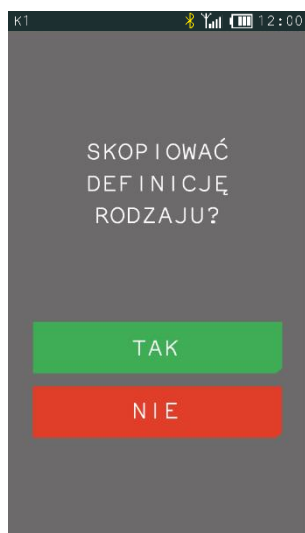 K1 12:00
SKOPIOWAĆ
DEFINICJĘ
RODZAJU?
TAK
NIE